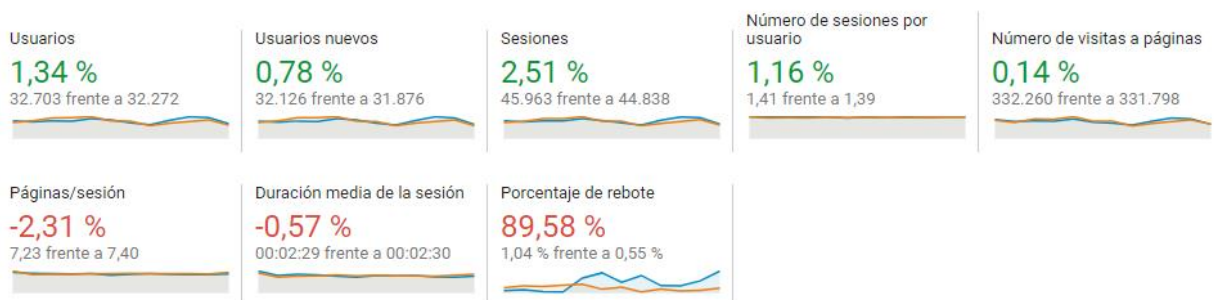 Usuarios
1,34 %
32.703 frente a 32.272
Usuarios nuevos
0,78 %
32.126 frente a 31.876
Sesiones
2,51 %
45.963 frente a 44.838
Número de sesiones por
usuario
1,16 %
1,41 frente a 1,39
Número de visitas a páginas
0,14 %
332.260 frente a 331.798
Páginas/sesión
-2,31 %
7,23 frente a 7,40
Duración media de la sesión
-0,57 %
00:02:29 frente a 00:02:30
Porcentaje de rebote
89,58 %
1,04 % frente a 0,55 %